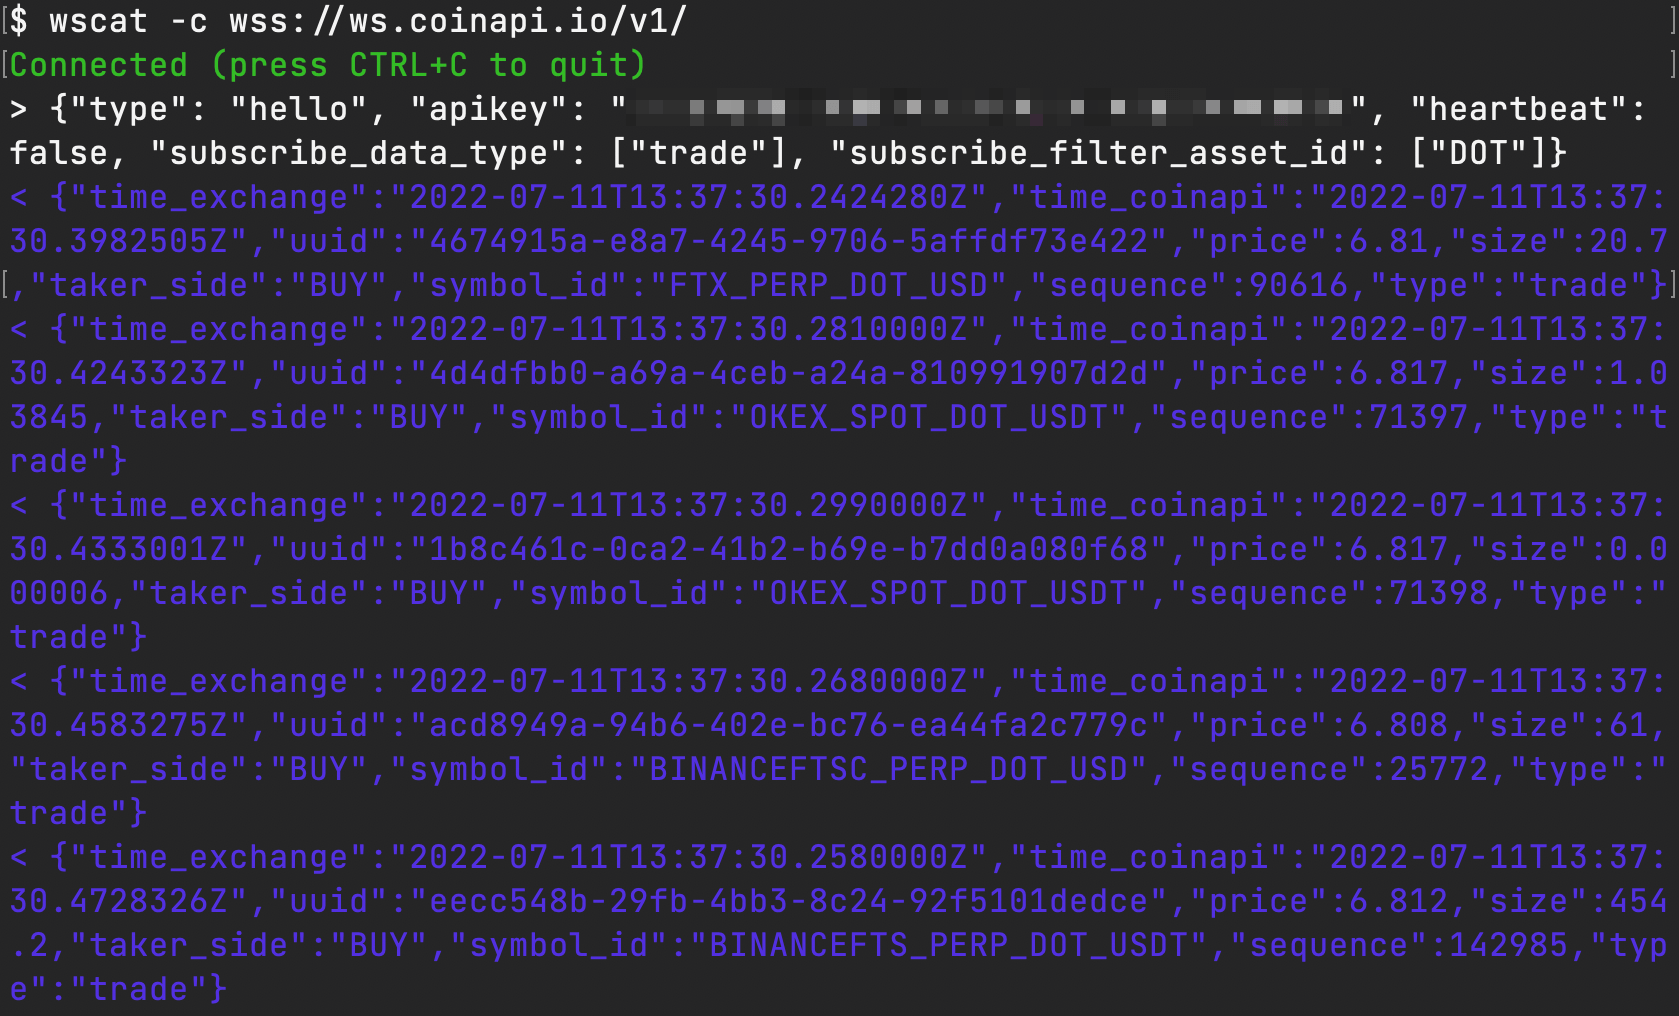 $ wscat -c wss://ws.coinapi.io/v1/
Connected (press CTRL+C to quit)
> {"type": "hello", "apikey": "", "heartbeat":
false, "subscribe_data_type": ["trade"], "subscribe_filter_asset_id": ["DOT"]}
< {"time_exchange":"2022-07-11T13:37:30.2424280Z","time_coinapi":"2022-07-11T13:37:
30.3982505Z","uuid":"4674915a-e8a7-4245-9706-5affdf73e422","price":6.81,"size":20.7
,"taker_side":"BUY","symbol_id":"FTX_PERP_DOT_USD","sequence":90616,"type":"trade"}
< {"time_exchange":"2022-07-11T13:37:30.2810000Z","time_coinapi":"2022-07-11T13:37:
30.4243323Z","uuid":"4d4dfbb0-a69a-4ceb-a24a-810991907d2d","price":6.817,"size":1.0
3845,"taker_side":"BUY","symbol_id":"OKEX_SPOT_DOT_USDT","sequence":71397,"type":"t
rade"}
< {"time_exchange":"2022-07-11T13:37:30.2990000Z","time_coinapi":"2022-07-11T13:37:
30.4333001Z","uuid":"1b8c461c-0ca2-41b2-b69e-b7dd0a080f68","price":6.817,"size":0.0
00006,"taker_side":"BUY","symbol_id":"OKEX_SPOT_DOT_USDT","sequence":71398,"type":"
trade"}
< {"time_exchange":"2022-07-11T13:37:30.2680000Z","time_coinapi":"2022-07-11T13:37:
30.4583275Z","uuid":"acd8949a-94b6-402e-bc76-ea44fa2c779c","price":6.808,"size":61,
"taker_side":"BUY","symbol_id":"BINANCEFTSC_PERP_DOT_USD","sequence":25772,"type":"
trade"}
< {"time_exchange":"2022-07-11T13:37:30.2580000Z","time_coinapi":"2022-07-11T13:37:
30.4728326Z","uuid":"eecc548b-29fb-4bb3-8c24-92f5101dedce","price":6.812,"size":454
.2,"taker_side":"BUY","symbol_id":"BINANCEFTS_PERP_DOT_USDT","sequence":142985,"typ
e":"trade"}